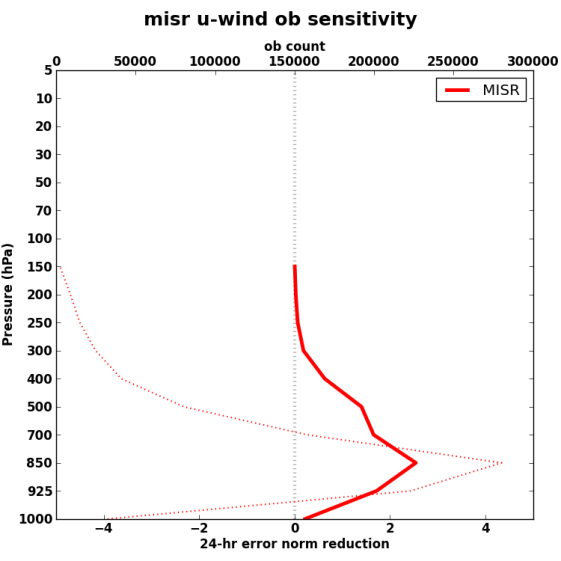 misr u-wind ob sensitivity
ob count
0 50000 100000 150000 200000 250000 300000
MISR
5
10
20
30
50
70
100
150
200
250
300
400
500
700
850
925
1000
Pressure (hPa)
−4 −2 0 2 4
24-hr error norm reduction